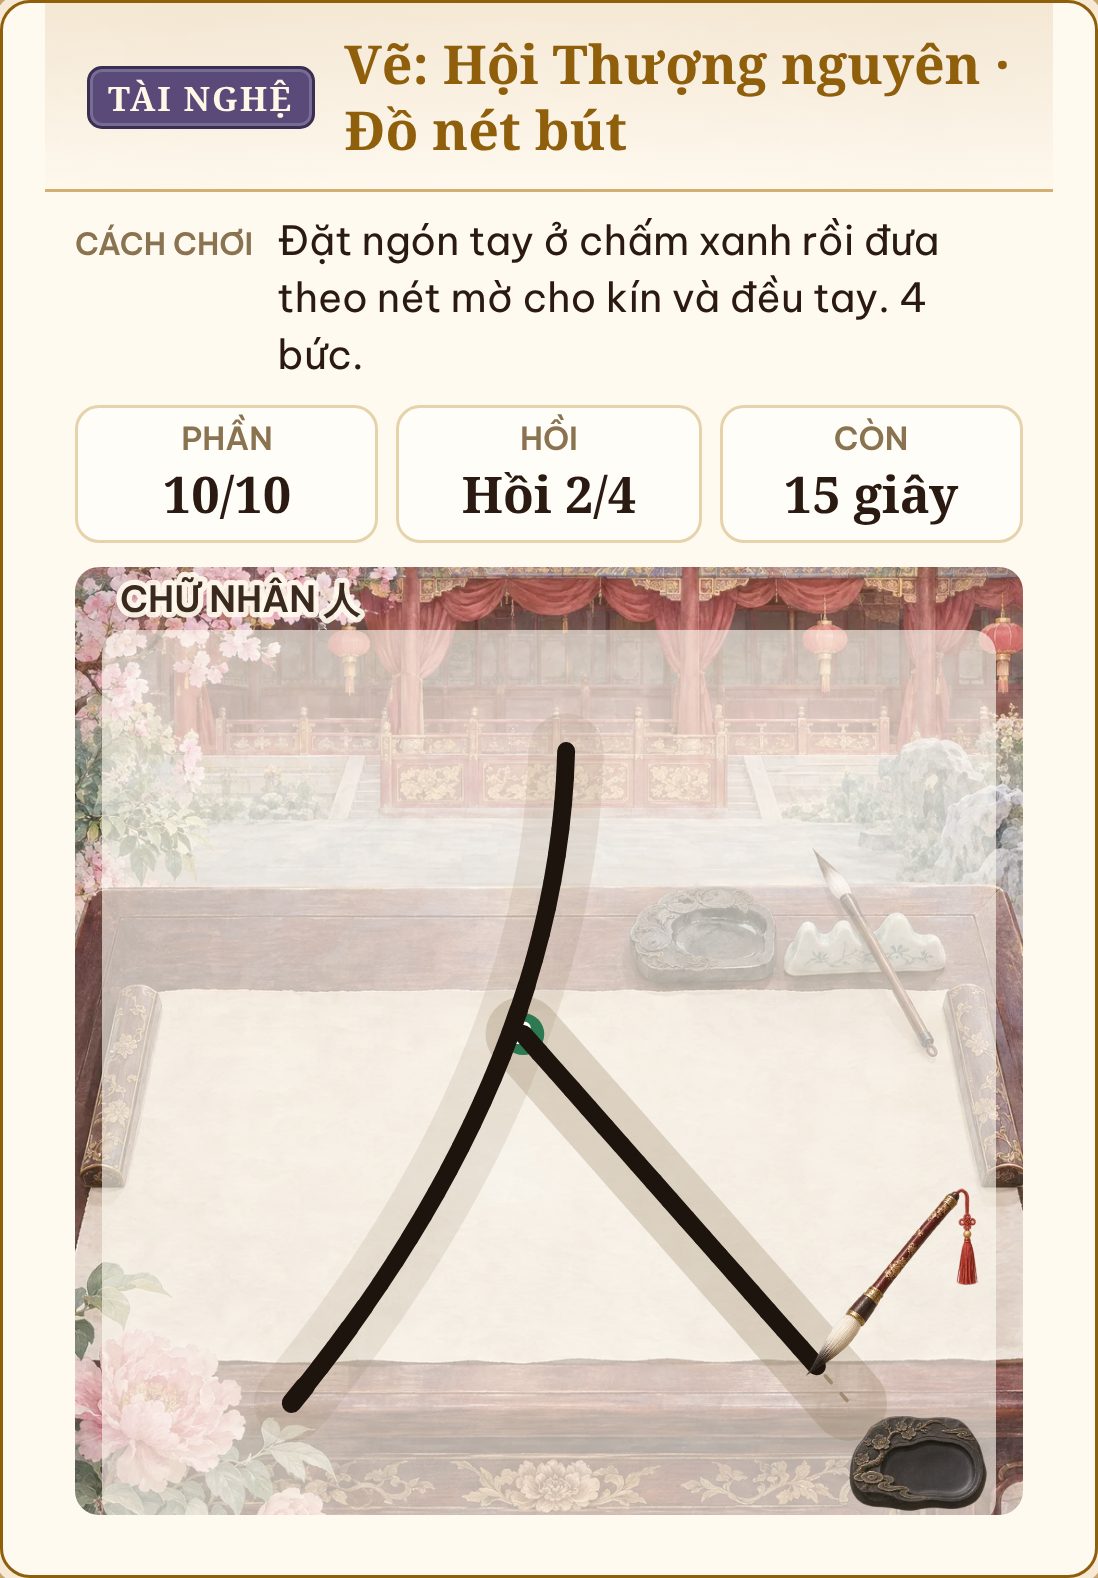 TÀI NGHỆ
Vẽ: Hội Thượng nguyên ·
Đồ nét bút
CÁCH CHƠI
Đặt ngón tay ở chấm xanh rồi đưa
theo nét mờ cho kín và đều tay. 4
bức.
PHẦN
10/10
HỒI
Hồi 2/4
CÒN
15 giây
CHỮ NHÂN 人
人